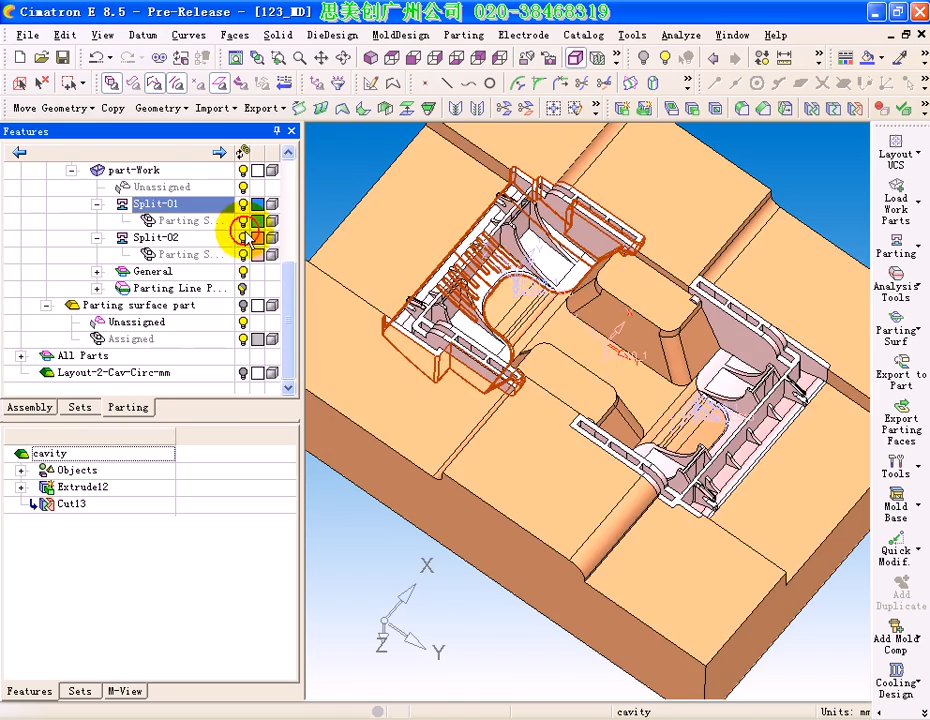 Cimatron E 8.5 - Pre-Release - [123_MD] 思美创广州公司 020-38468319
File Edit View Datum Curves Faces Solid DieDesign MoldDesign Parting Electrode Catalog Tools Analyze Window Help
Move Geometry Copy Geometry Import Export
Features
part-Work
Unassigned
Split-01
Parting S...
Split-02
Parting S...
General
Parting Line P...
Parting surface part
Unassigned
Assigned
All Parts
Layout-2-Cav-Circ-mm
Assembly Sets Parting
cavity
Objects
Extrude12
Cut13
Features Sets M-View
X
Y
Z
Layout UCS
Load Work Parts
Parting
Analysis Tools
Parting Surf
Export to Part
Export Parting Faces
Tools
Mold Base
Quick Modif.
Add Duplicate
Add Mold Comp
Cooling Design
cavity
Units: mm